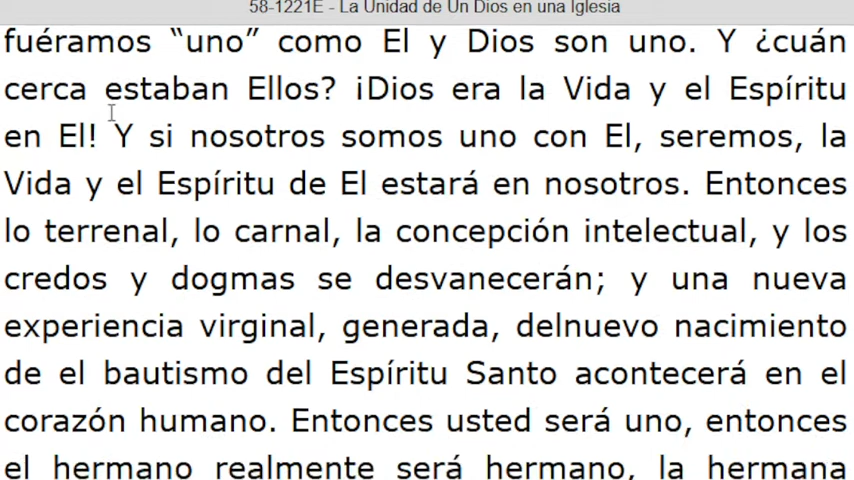 58-1221E - La Unidad de Un Dios en una Iglesia
fuéramos “uno” como El y Dios son uno. Y ¿cuán
cerca estaban Ellos? ¡Dios era la Vida y el Espíritu
en El! Y si nosotros somos uno con El, seremos, la
Vida y el Espíritu de El estará en nosotros. Entonces
lo terrenal, lo carnal, la concepción intelectual, y los
credos y dogmas se desvanecerán; y una nueva
experiencia virginal, generada, delnuevo nacimiento
de el bautismo del Espíritu Santo acontecerá en el
corazón humano. Entonces usted será uno, entonces
el hermano realmente será hermano, la hermana